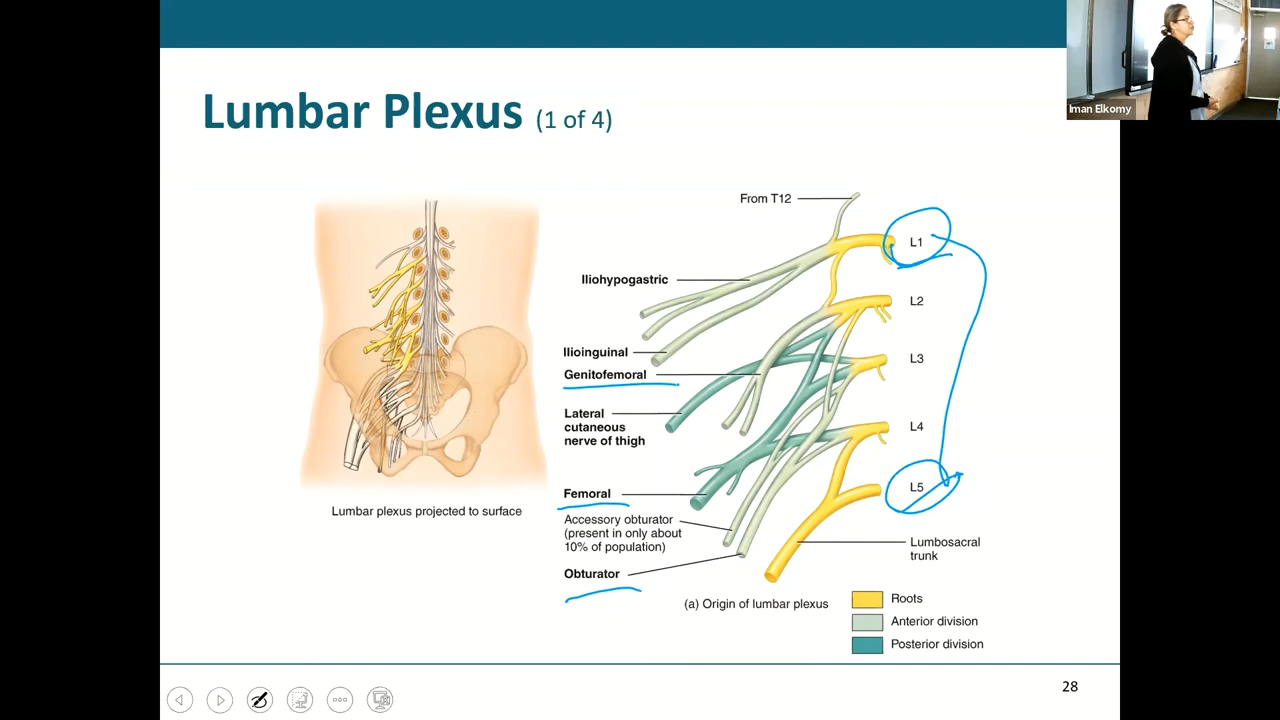 Iman Elkomy
Lumbar Plexus (1 of 4)
From T12
L1
Iliohypogastric
L2
Ilioinguinal
L3
Genitofemoral
Lateral
cutaneous
nerve of thigh
L4
Femoral
L5
Accessory obturator
(present in only about
10% of population)
Obturator
Lumbosacral
trunk
Lumbar plexus projected to surface
(a) Origin of lumbar plexus
Roots
Anterior division
Posterior division
28